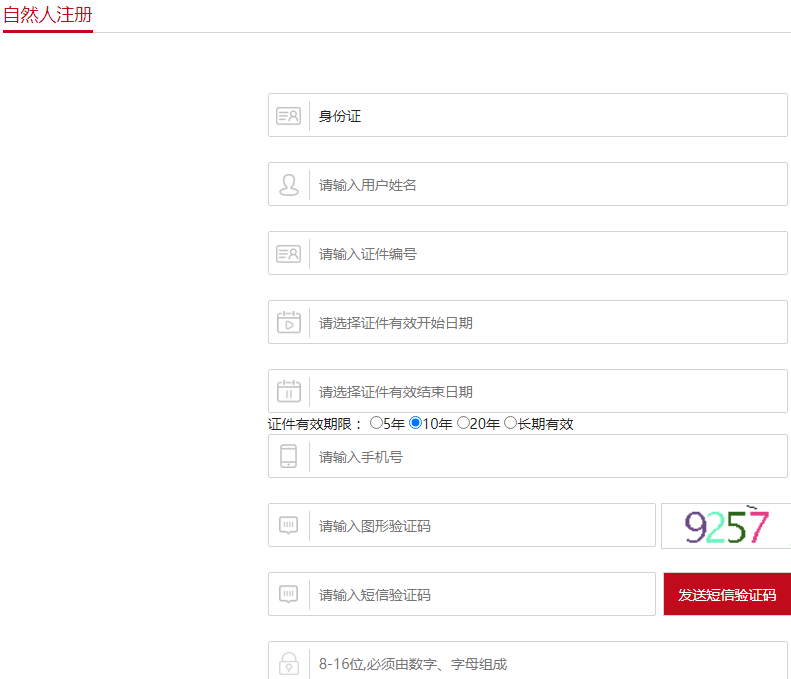 自然人注册
身份证
请输入用户姓名
请输入证件编号
请选择证件有效开始日期
请选择证件有效结束日期
证件有效期限： 5年 10年 20年 长期有效
请输入手机号
请输入图形验证码 9257
请输入短信验证码 发送短信验证码
8-16位,必须由数字、字母组成